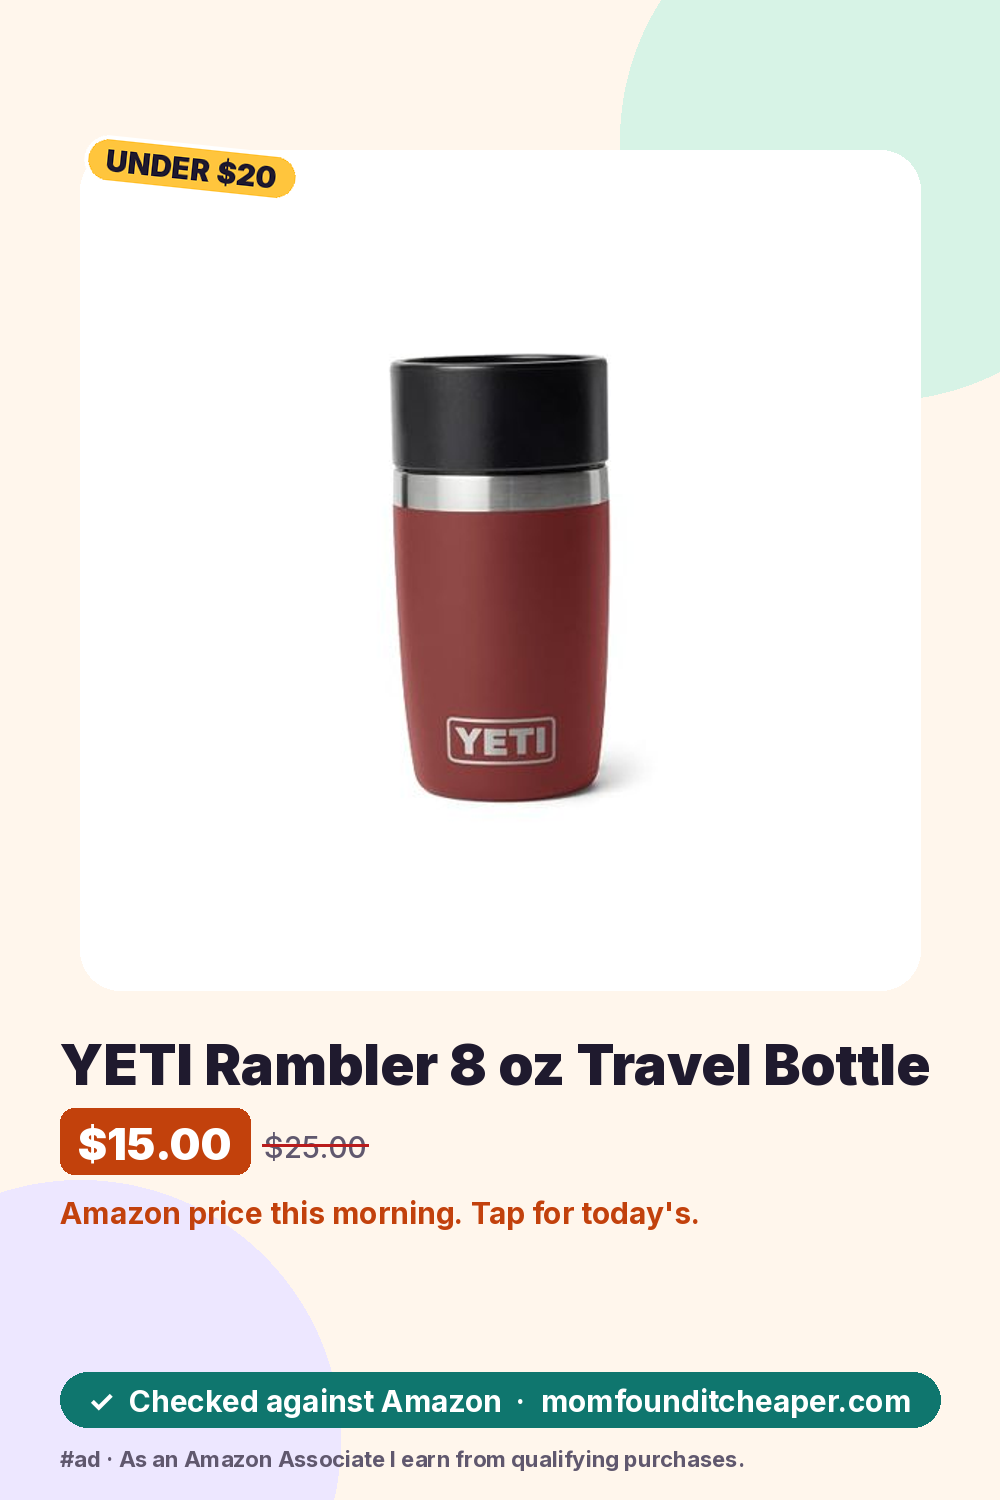 UNDER $20
YETI
YETI Rambler 8 oz Travel Bottle
$15.00 $25.00
Amazon price this morning. Tap for today's.
✓ Checked against Amazon · momfounditcheaper.com
#ad · As an Amazon Associate I earn from qualifying purchases.